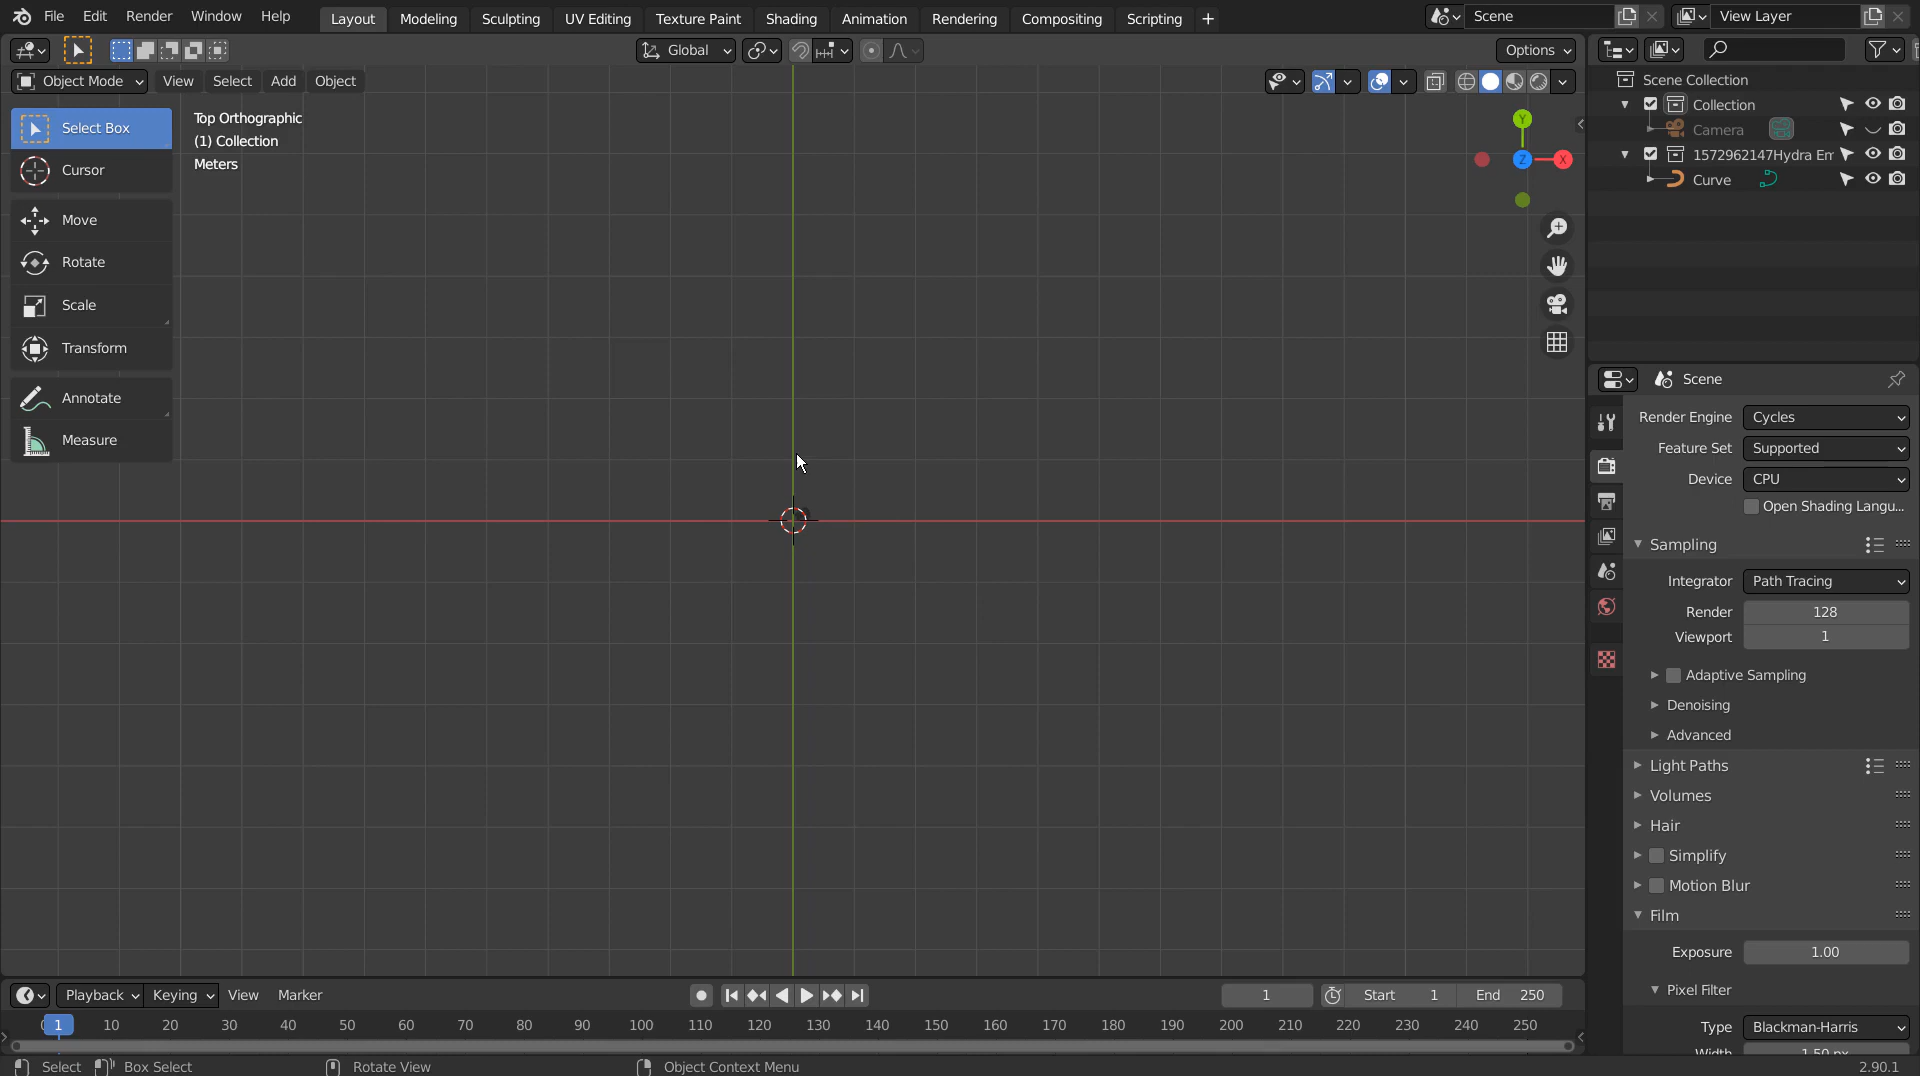 File Edit Render Window Help Layout Modeling Sculpting UV Editing Texture Paint Shading Animation Rendering Compositing Scripting + Scene View Layer
Global Options
Object Mode View Select Add Object
Select Box
Cursor
Move
Rotate
Scale
Transform
Annotate
Measure
Top Orthographic
(1) Collection
Meters
Y
Z X
Scene Collection
Collection
Camera
1572962147Hydra Em
Curve
Scene
Render Engine Cycles
Feature Set Supported
Device CPU
Open Shading Langu...
Sampling
Integrator Path Tracing
Render 128
Viewport 1
Adaptive Sampling
Denoising
Advanced
Light Paths
Volumes
Hair
Simplify
Motion Blur
Film
Exposure 1.00
Pixel Filter
Type Blackman-Harris
Width 1.50 px
Playback Keying View Marker 1 Start 1 End 250
1 10 20 30 40 50 60 70 80 90 100 110 120 130 140 150 160 170 180 190 200 210 220 230 240 250
Select Box Select Rotate View Object Context Menu 2.90.1